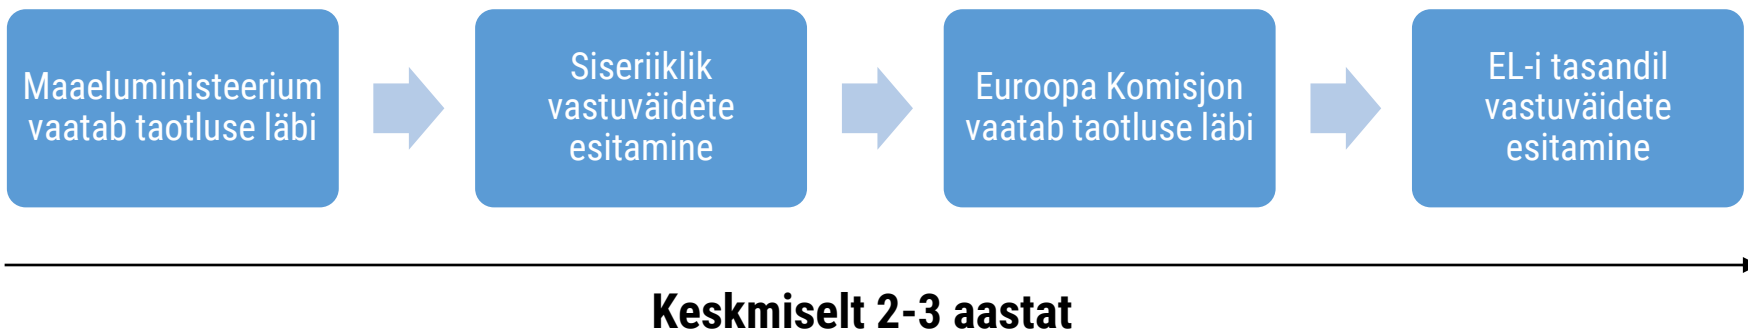 Maaeluministeerium
vaatab taotluse läbi
Siseriiklik
vastuväidete
esitamine
Euroopa Komisjon
vaatab taotluse läbi
EL-i tasandil
vastuväidete
esitamine
Keskmiselt 2-3 aastat